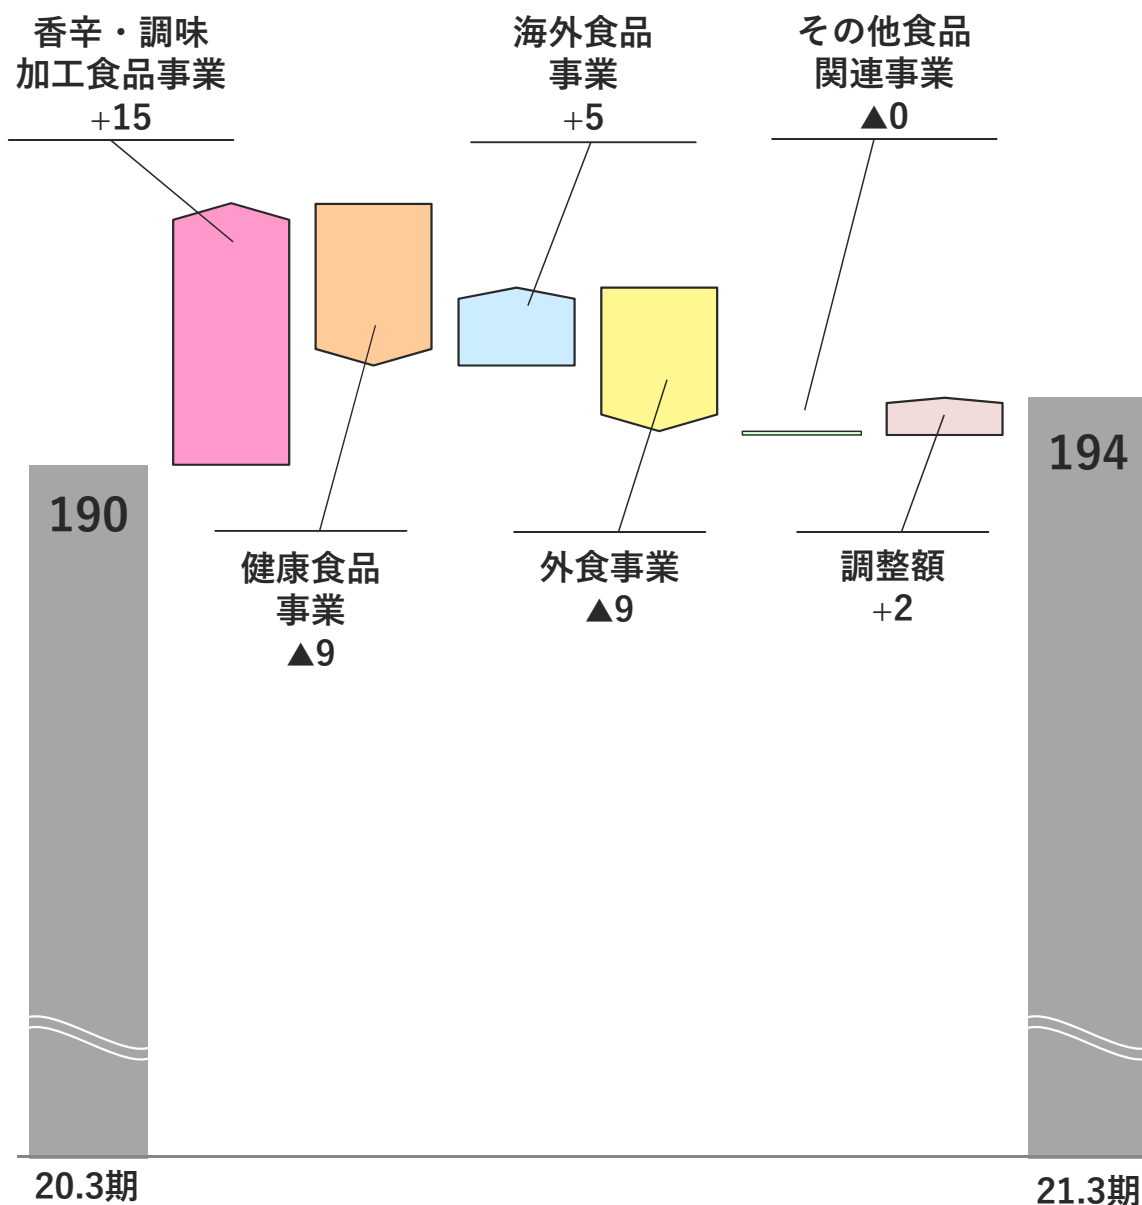 香辛・調味
加工食品事業
+15
海外食品
事業
+5
その他食品
関連事業
▲0
190
194
健康食品
事業
▲9
外食事業
▲9
調整額
+2
20.3期
21.3期